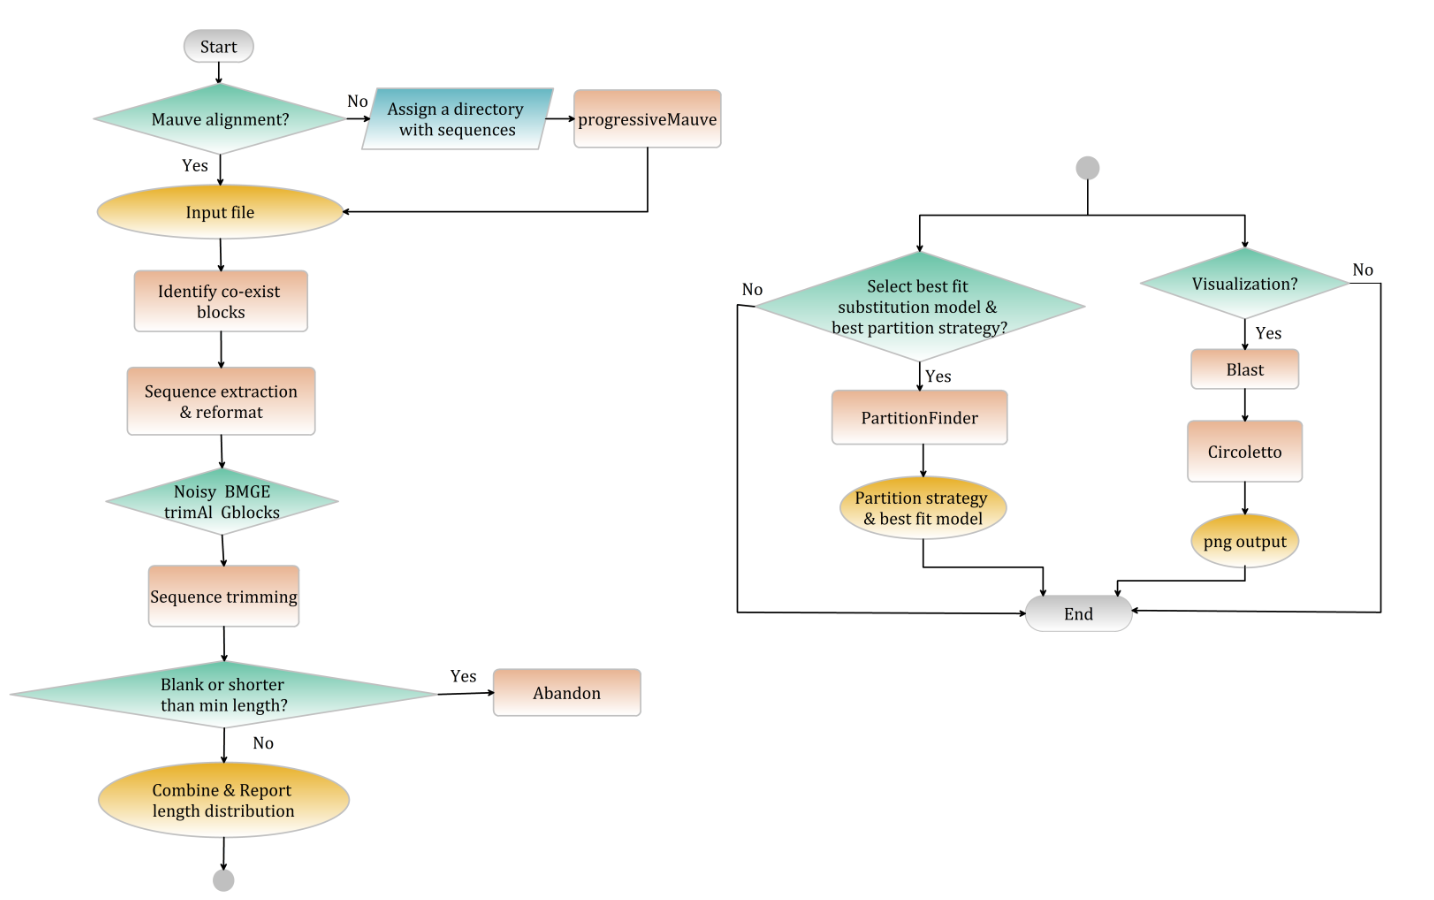 Start
Mauve alignment?
No
Assign a directory
with sequences
progressiveMauve
Yes
Input file
Identify co-exist
blocks
Sequence extraction
& reformat
Noisy BMGE
trimAl Gblocks
Sequence trimming
Blank or shorter
than min length?
Yes
Abandon
No
Combine & Report
length distribution
No
Select best fit
substitution model &
best partition strategy?
Yes
PartitionFinder
Partition strategy
& best fit model
Visualization?
No
Yes
Blast
Circoletto
png output
End